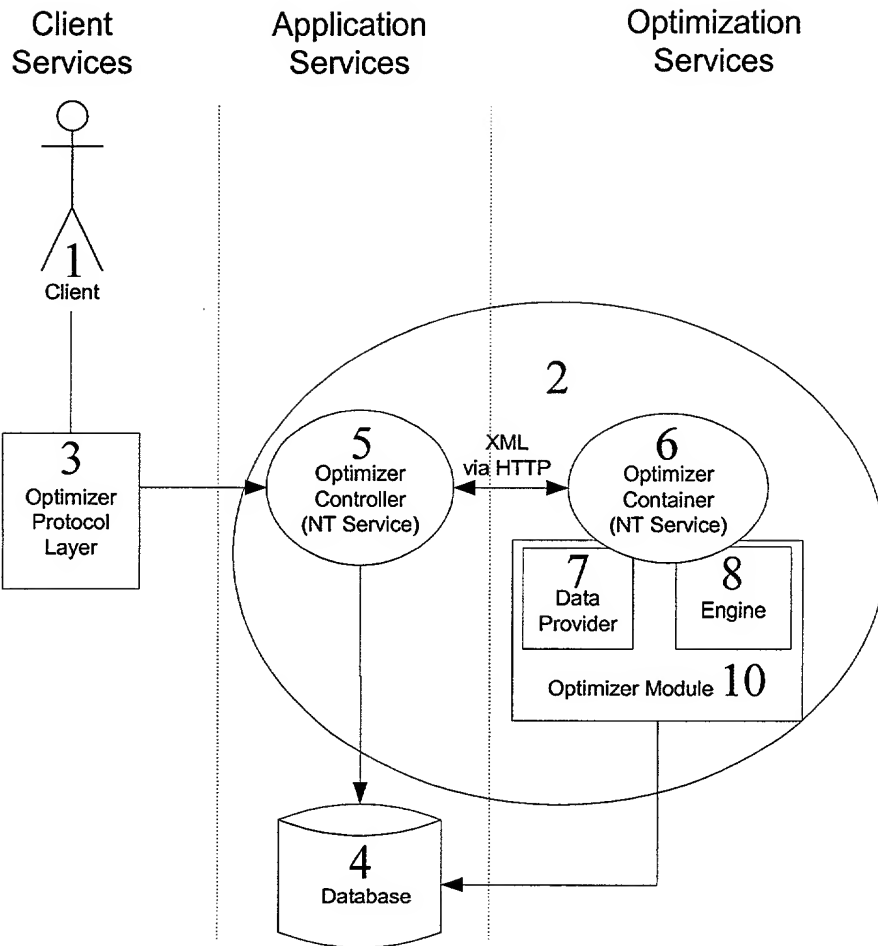 Client
Services
Application
Services
Optimization
Services
1
Client
2
3
Optimizer
Protocol
Layer
5
Optimizer
Controller
(NT Service)
XML
via HTTP
6
Optimizer
Container
(NT Service)
7
Data
Provider
8
Engine
Optimizer Module 10
4
Database